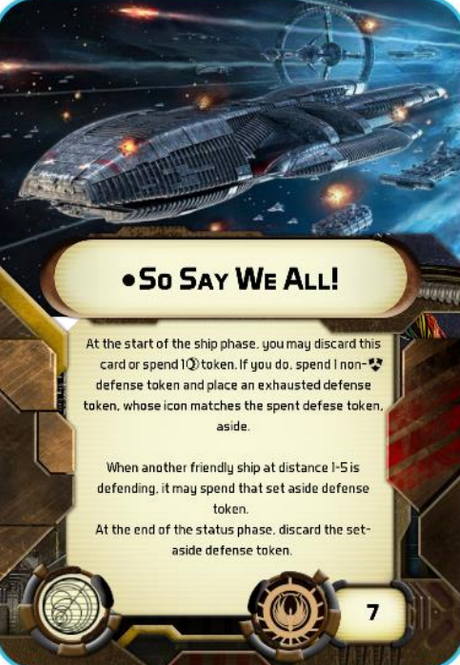 •So Say We All!
At the start of the ship phase, you may discard this
card or spend 1 token. If you do, spend 1 non-
defense token and place an exhausted defense
token, whose icon matches the spent defese token,
aside.
When another friendly ship at distance 1-5 is
defending, it may spend that set aside defense
token.
At the end of the status phase, discard the set-
aside defense token.
7